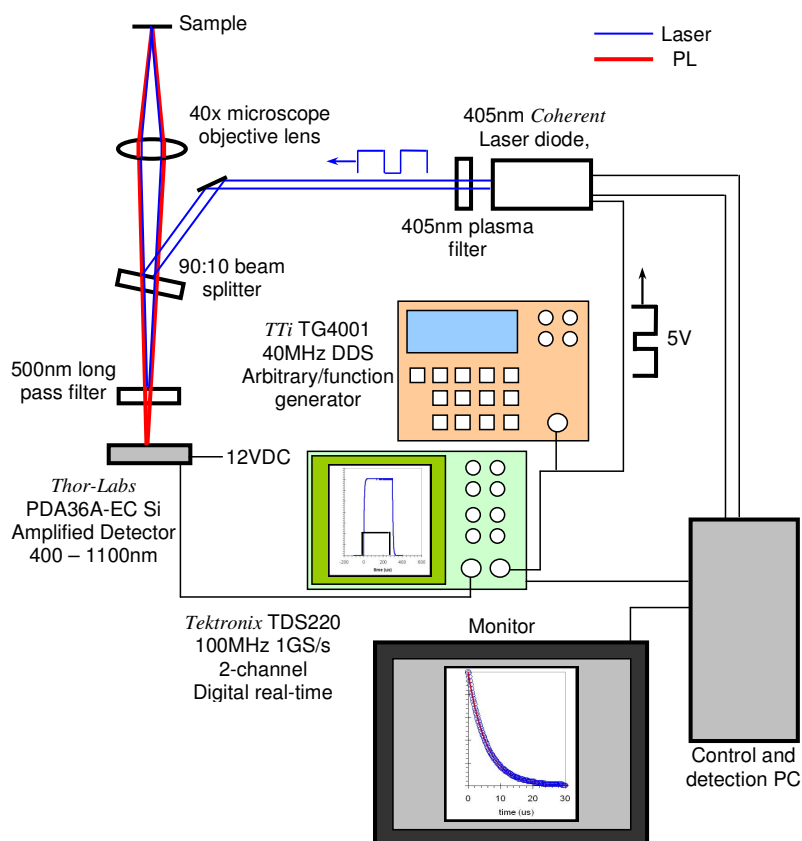 Sample
Laser
PL
40x microscope
objective lens
405nm Coherent
Laser diode,
405nm plasma
filter
90:10 beam
splitter
TTi TG4001
40MHz DDS
Arbitrary/function
generator
5V
500nm long
pass filter
12VDC
Thor-Labs
PDA36A-EC Si
Amplified Detector
400 – 1100nm
-200 0 200 400 600
time (us)
Tektronix TDS220
100MHz 1GS/s
2-channel
Digital real-time
Monitor
0 10 20 30
time (us)
Control and
detection PC